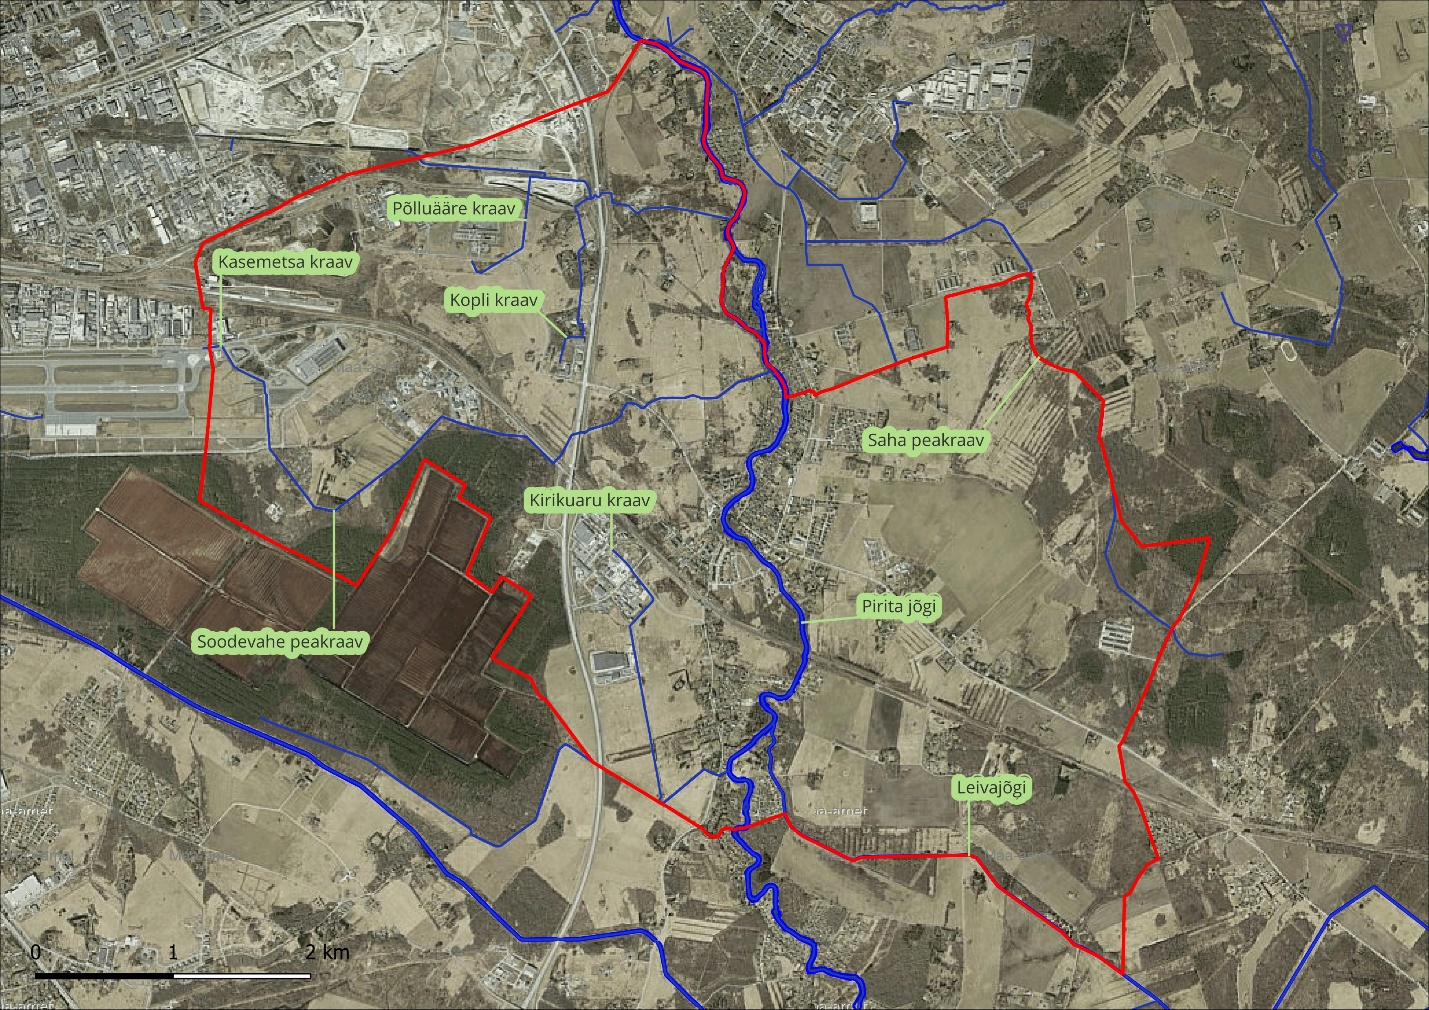 Põlluääre kraav
Kasemetsa kraav
Kopli kraav
Saha peakraav
Kirikuaru kraav
Pirita jõgi
Soodevahe peakraav
Leivajõgi
0 1 2 km